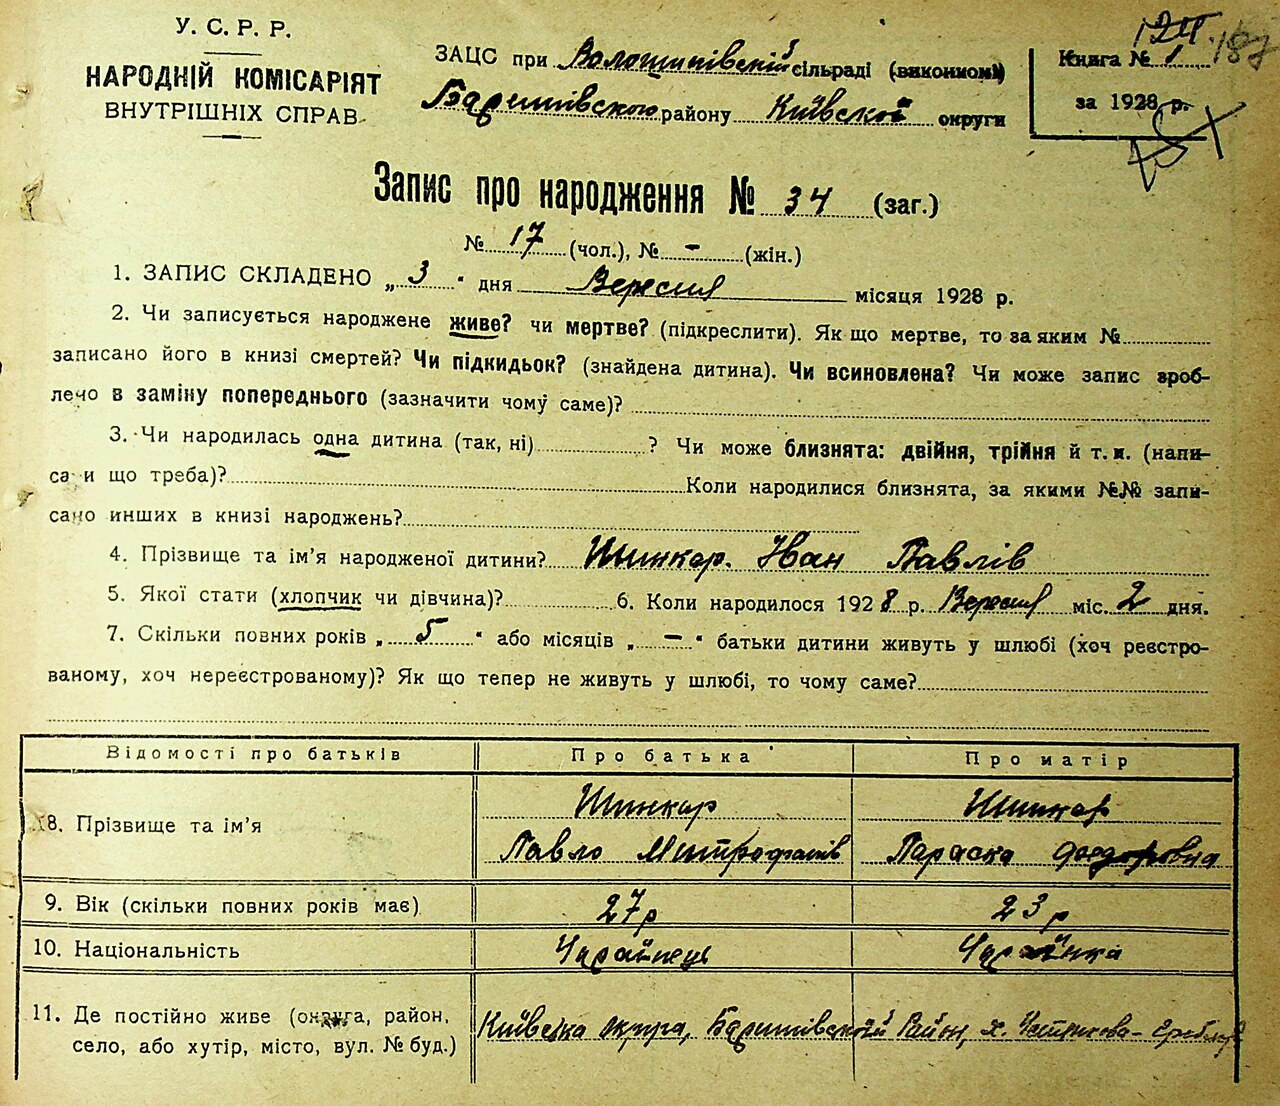 У. С. Р. Р.
НАРОДНІЙ КОМІСАРІЯТ
ВНУТРІШНІХ СПРАВ
ЗАЦС при Волошинівській сільраді (виконкомі)
Баришівського району Київської округи
Книга № 1
за 1928 р.
Запис про народження № 34 (заг.)
№ 17 (чол.), № - (жін.)
1. ЗАПИС СКЛАДЕНО „ 3 “ дня Вересня місяця 1928 р.
2. Чи записується народжене живе? чи мертве? (підкреслити). Як що мертве, то за яким №
записано його в книзі смертей? Чи підкидьок? (знайдена дитина). Чи всиновлена? Чи може запис зроб-
лено в заміну попереднього (зазначити чому саме)?
3. Чи народилась одна дитина (так, ні) ? Чи може близнята: двійня, трійня й т. и. (напи-
са и що треба)? Коли народилися близнята, за якими №№ запи-
сано инших в книзі народжень?
4. Прізвище та ім’я народженої дитини? Шинкар Іван Павлів
5. Якої стати (хлопчик чи дівчина)? 6. Коли народилося 1928 р. Вересня міс. 2 дня.
7. Скільки повних років „ 5 “ або місяців „ - “ батьки дитини живуть у шлюбі (хоч реєстро-
ваному, хоч нереєстрованому)? Як що тепер не живуть у шлюбі, то чому саме?
Відомості про батьків Про батька Про матір
8. Прізвище та ім’я Шинкар Шинкар
Павло Митрофанів Параска Федоровна
9. Вік (скільки повних років має) 27 р 23 р
10. Національність Українець Українка
11. Де постійно живе (округа, район,
село, або хутір, місто, вул. № буд.) Київська округа, Баришівський Район, х.